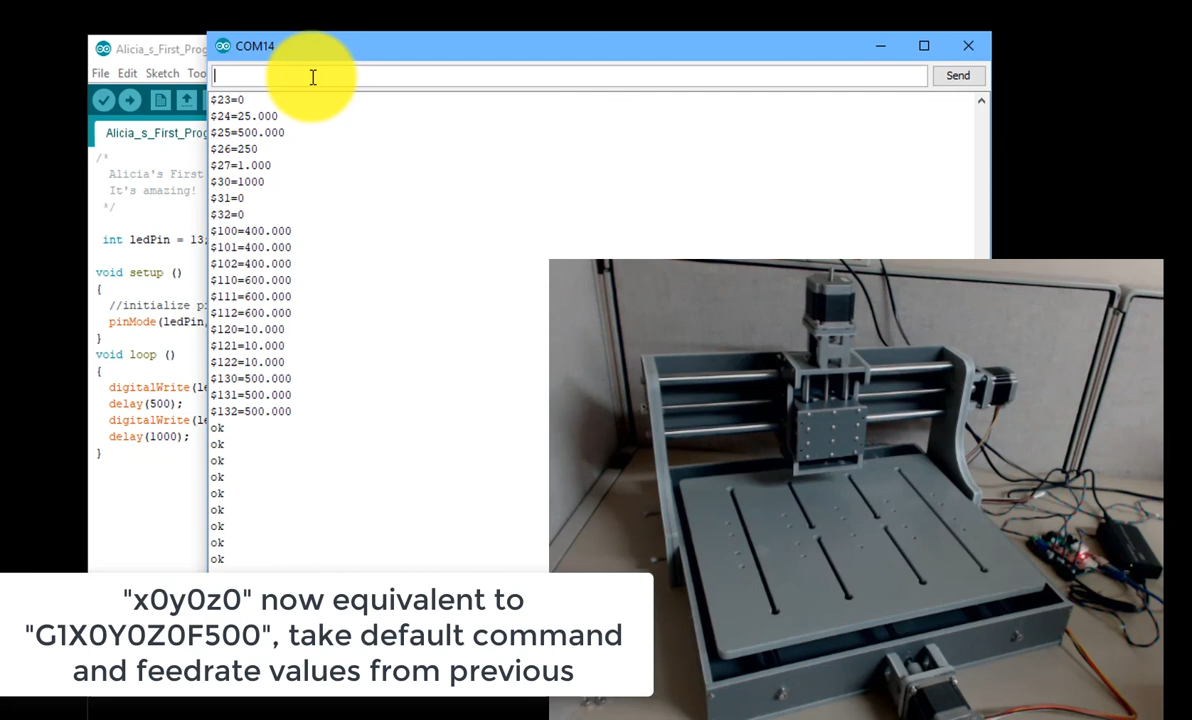 Alicia_s_First_Prog
File Edit Sketch Too
Alicia_s_First_Prog
/*
Alicia's First
It's amazing!
*/
int ledPin = 13;
void setup ()
{
//initialize pi
pinMode(ledPin,
}
void loop ()
{
digitalWrite(le
delay(500);
digitalWrite(le
delay(1000);
}
COM14
Send
$23=0
$24=25.000
$25=500.000
$26=250
$27=1.000
$30=1000
$31=0
$32=0
$100=400.000
$101=400.000
$102=400.000
$110=600.000
$111=600.000
$112=600.000
$120=10.000
$121=10.000
$122=10.000
$130=500.000
$131=500.000
$132=500.000
ok
ok
ok
ok
ok
ok
ok
ok
ok
"x0y0z0" now equivalent to
"G1X0Y0Z0F500", take default command
and feedrate values from previous